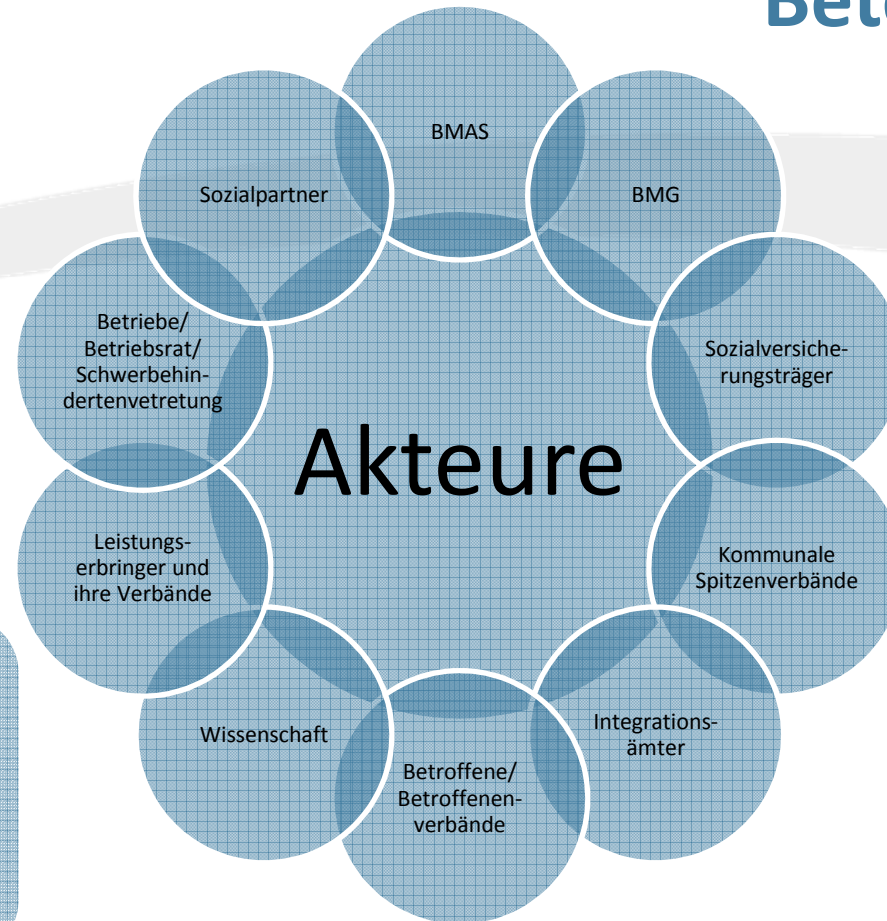 BMAS
BMG
Sozialversiche-
rungsträger
Kommunale
Spitzenverbände
Integrations-
ämter
Betroffene/
Betroffenen-
verbände
Wissenschaft
Leistungs-
erbringer und
ihre Verbände
Betriebe/
Betriebsrat/
Schwerbehin-
dertenvetretung
Sozialpartner
Akteure